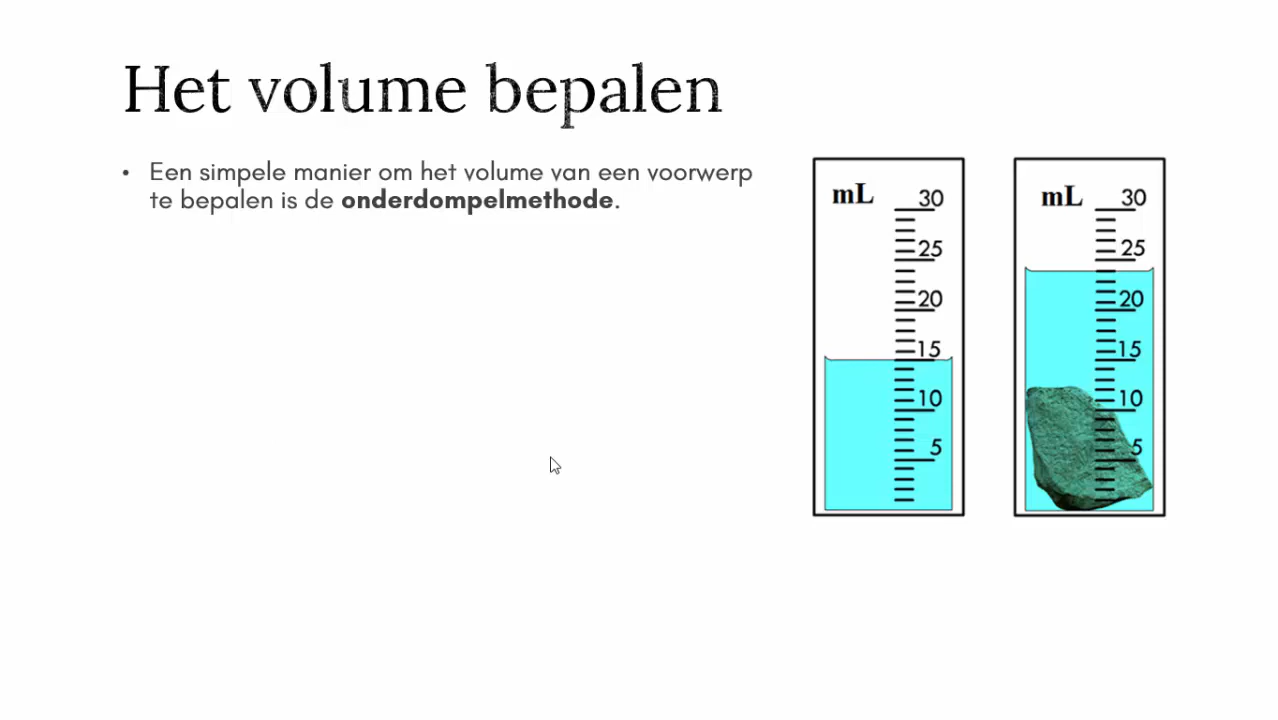 Het volume bepalen
• Een simpele manier om het volume van een voorwerp
te bepalen is de onderdompelmethode.
mL 30
25
20
15
10
5
mL 30
25
20
15
10
5